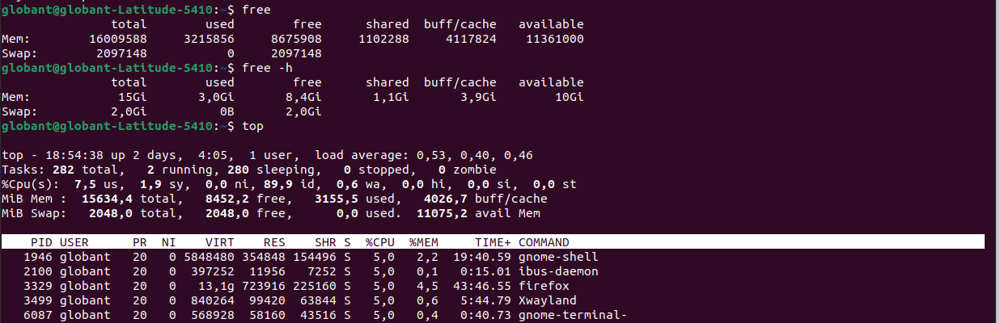 globant@globant-Latitude-5410:~$ free
total used free shared buff/cache available
Mem: 16009588 3215856 8675908 1102288 4117824 11361000
Swap: 2097148 0 2097148
globant@globant-Latitude-5410:~$ free -h
total used free shared buff/cache available
Mem: 15Gi 3,0Gi 8,4Gi 1,1Gi 3,9Gi 10Gi
Swap: 2,0Gi 0B 2,0Gi
globant@globant-Latitude-5410:~$ top
top - 18:54:38 up 2 days, 4:05, 1 user, load average: 0,53, 0,40, 0,46
Tasks: 282 total, 2 running, 280 sleeping, 0 stopped, 0 zombie
%Cpu(s): 7,5 us, 1,9 sy, 0,0 ni, 89,9 id, 0,6 wa, 0,0 hi, 0,0 si, 0,0 st
MiB Mem : 15634,4 total, 8452,2 free, 3155,5 used, 4026,7 buff/cache
MiB Swap: 2048,0 total, 2048,0 free, 0,0 used. 11075,2 avail Mem
PID USER PR NI VIRT RES SHR S %CPU %MEM TIME+ COMMAND
1946 globant 20 0 5848480 354848 154496 S 5,0 2,2 19:40.59 gnome-shell
2100 globant 20 0 397252 11956 7252 S 5,0 0,1 0:15.01 ibus-daemon
3329 globant 20 0 13,1g 723916 225160 S 5,0 4,5 43:46.55 firefox
3499 globant 20 0 840264 99420 63844 S 5,0 0,6 5:44.79 Xwayland
6087 globant 20 0 568928 58160 43516 S 5,0 0,4 0:40.73 gnome-terminal-